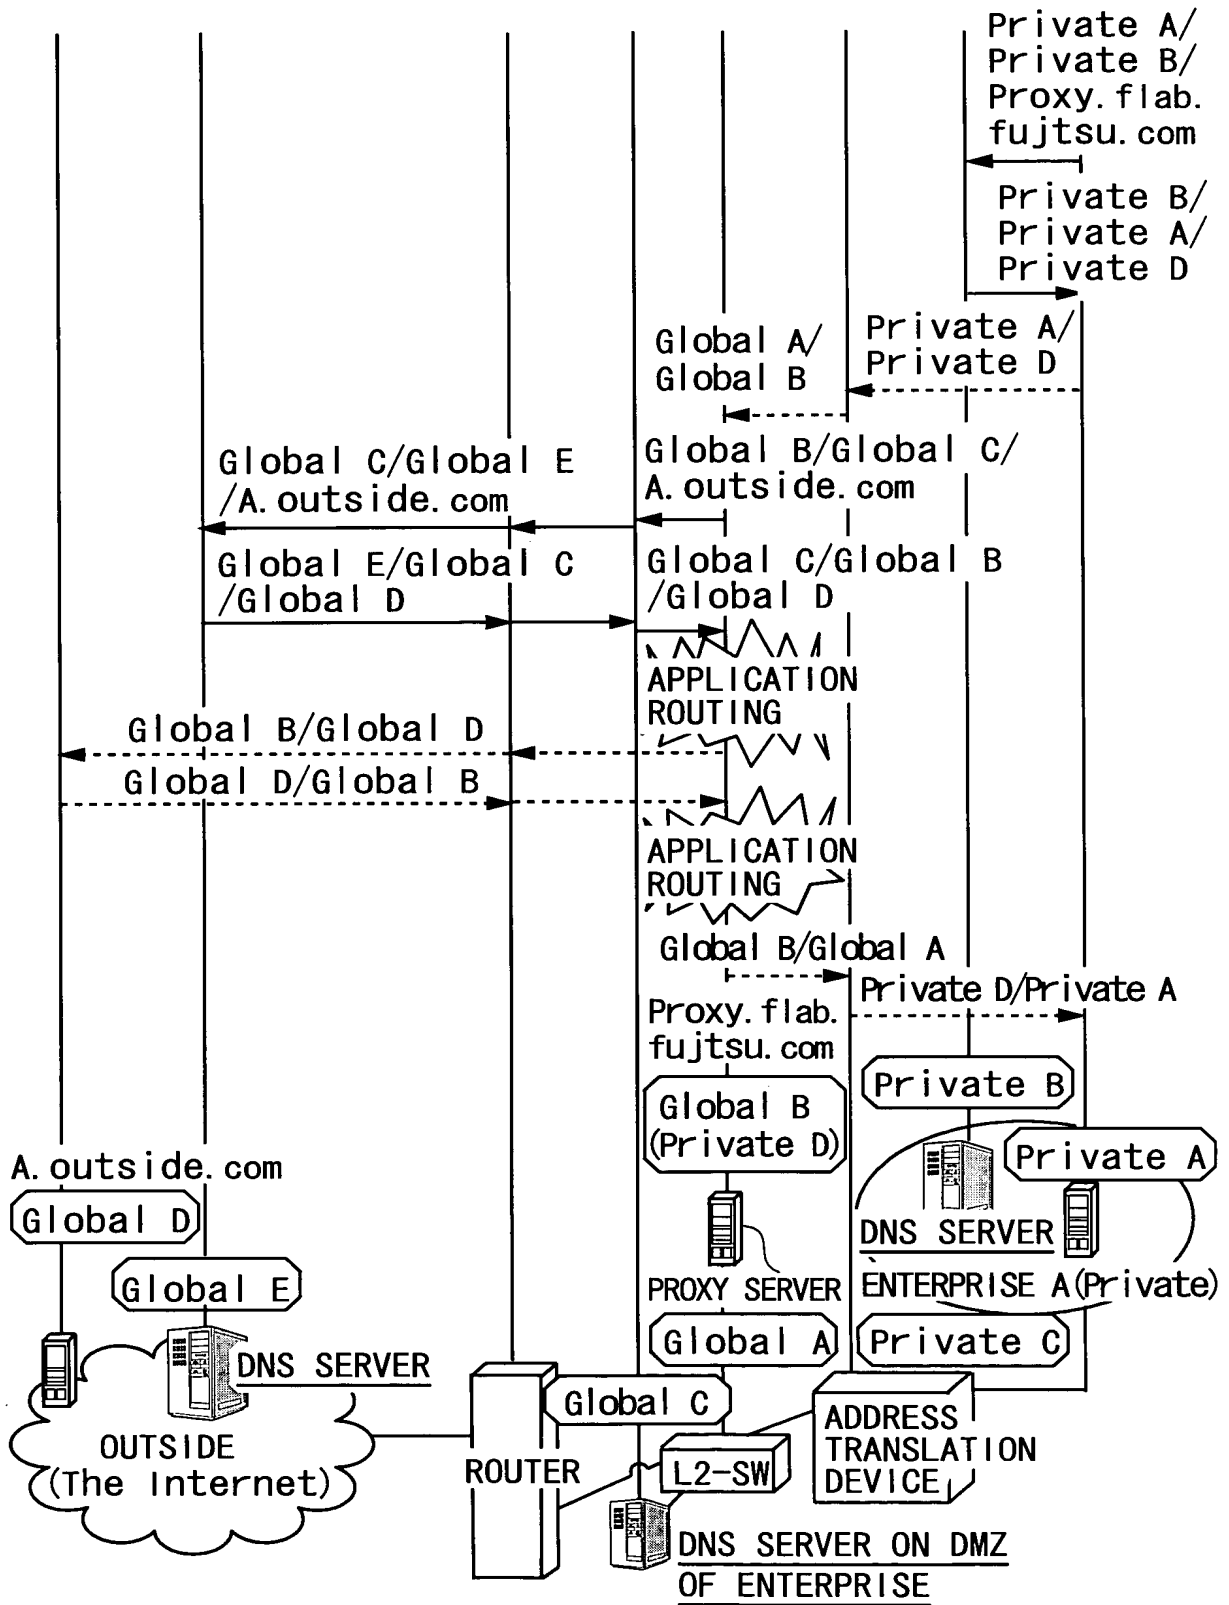 Private A/
Private B/
Proxy.flab.
fujtsu.com
Private B/
Private A/
Private D
Private A/
Private D
Global A/
Global B
Global B/Global C/
A.outside.com
Global C/Global E
/A.outside.com
Global E/Global C
/Global D
Global C/Global B
/Global D
APPLICATION
ROUTING
Global B/Global D
Global D/Global B
APPLICATION
ROUTING
Global B/Global A
Private D/Private A
Proxy.flab.
fujtsu.com
Private B
Global B
(Private D)
Private A
A.outside.com
Global D
DNS SERVER
Global E
PROXY SERVER
ENTERPRISE A(Private)
Global A
Private C
DNS SERVER
Global C
ADDRESS
TRANSLATION
DEVICE
OUTSIDE
(The Internet)
ROUTER
L2-SW
DNS SERVER ON DMZ
OF ENTERPRISE